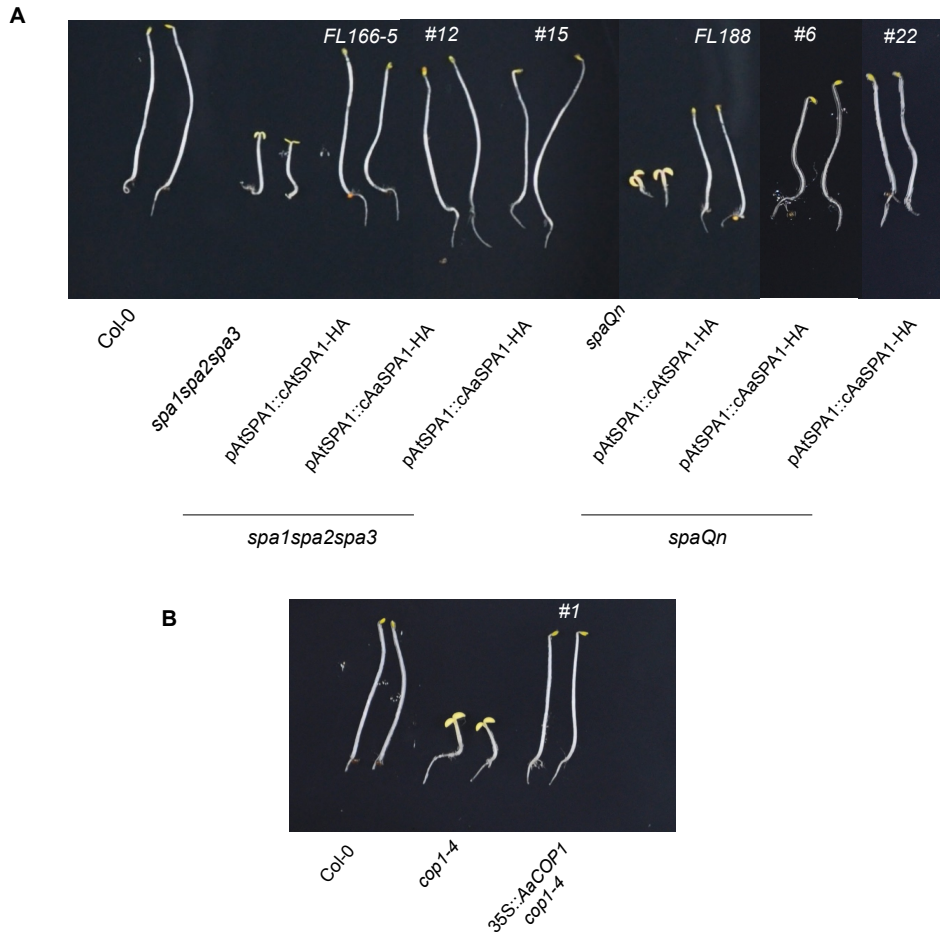 A
FL166-5 #12 #15 FL188 #6 #22
Col-0
spa1spa2spa3
pAtSPA1::cAtSPA1-HA
pAtSPA1::cAaSPA1-HA
pAtSPA1::cAaSPA1-HA
spaQn
pAtSPA1::cAtSPA1-HA
pAtSPA1::cAaSPA1-HA
pAtSPA1::cAaSPA1-HA
spa1spa2spa3
spaQn
B
#1
Col-0
cop1-4
35S::AaCOP1
cop1-4